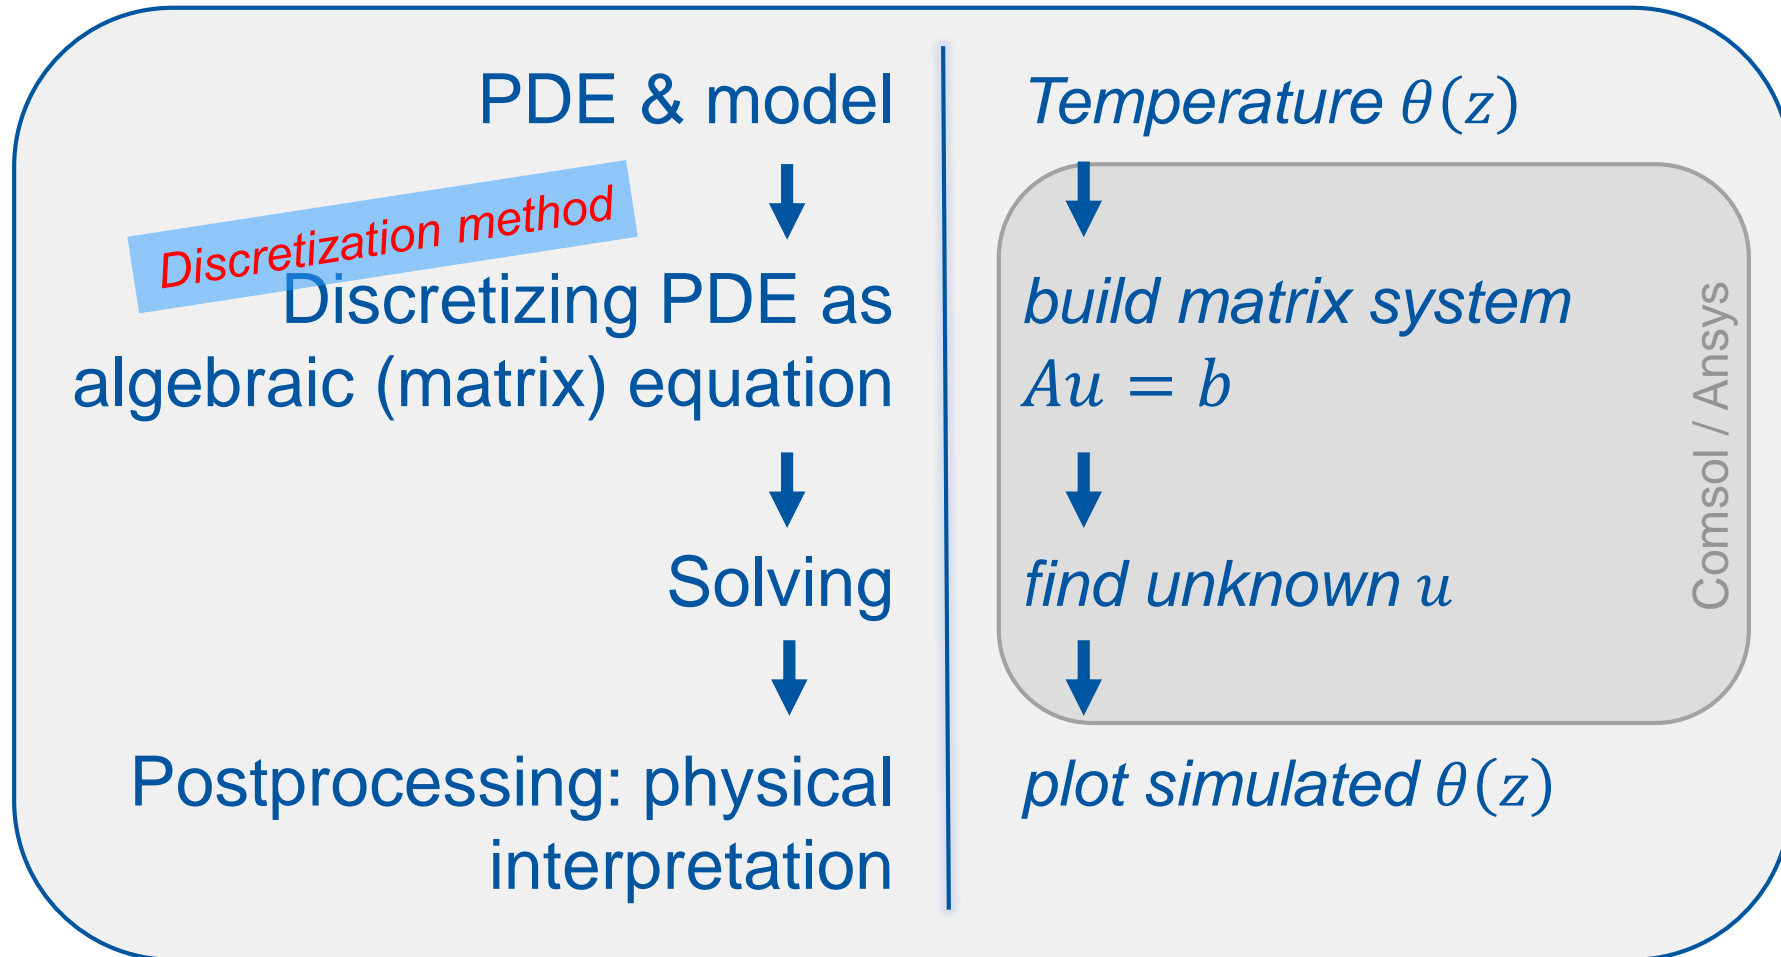 PDE & model
Discretization method
Discretizing PDE as
algebraic (matrix) equation
Solving
Postprocessing: physical
interpretation
Temperature θ(z)
build matrix system
Au = b
find unknown u
plot simulated θ(z)
Comsol / Ansys